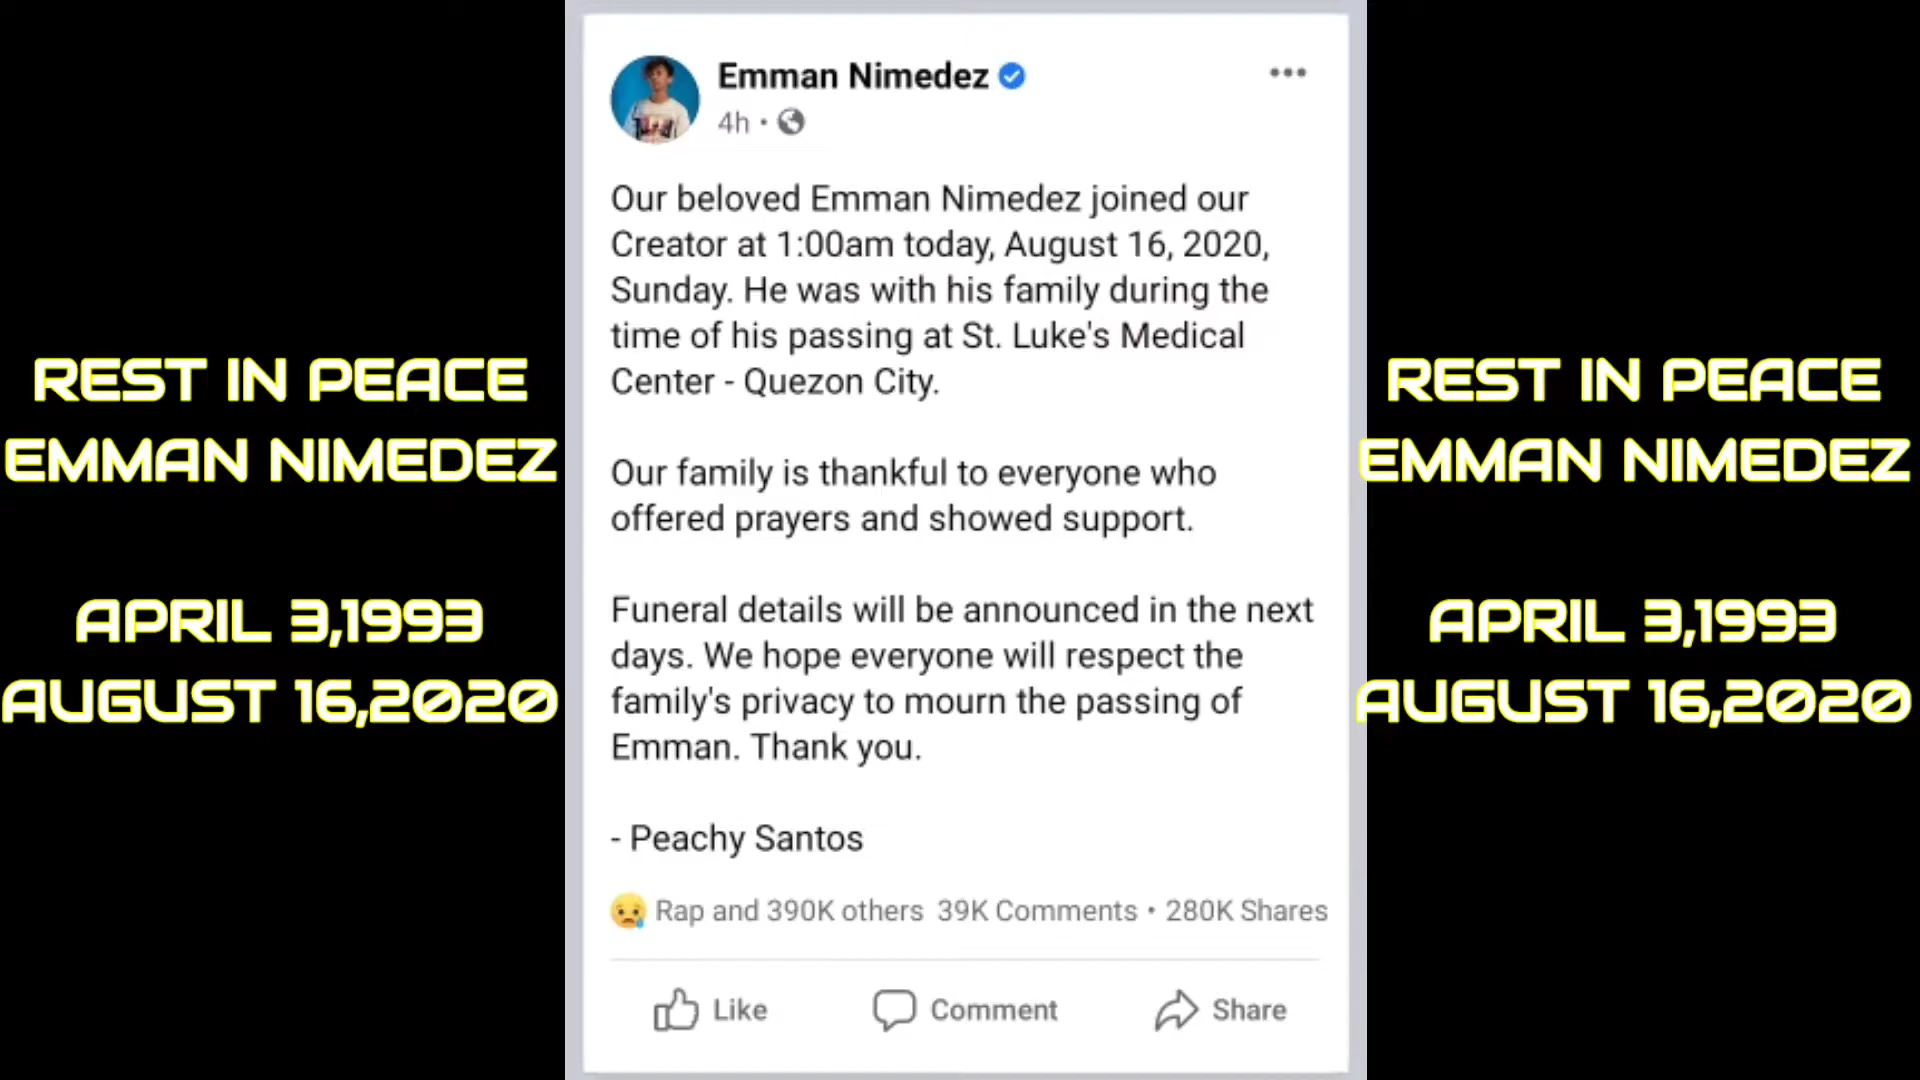 REST IN PEACE
EMMAN NIMEDEZ
APRIL 3,1993
AUGUST 16,2020
Emman Nimedez
4h •
Our beloved Emman Nimedez joined our
Creator at 1:00am today, August 16, 2020,
Sunday. He was with his family during the
time of his passing at St. Luke's Medical
Center - Quezon City.
Our family is thankful to everyone who
offered prayers and showed support.
Funeral details will be announced in the next
days. We hope everyone will respect the
family's privacy to mourn the passing of
Emman. Thank you.
- Peachy Santos
Rap and 390K others 39K Comments • 280K Shares
Like Comment Share
REST IN PEACE
EMMAN NIMEDEZ
APRIL 3,1993
AUGUST 16,2020